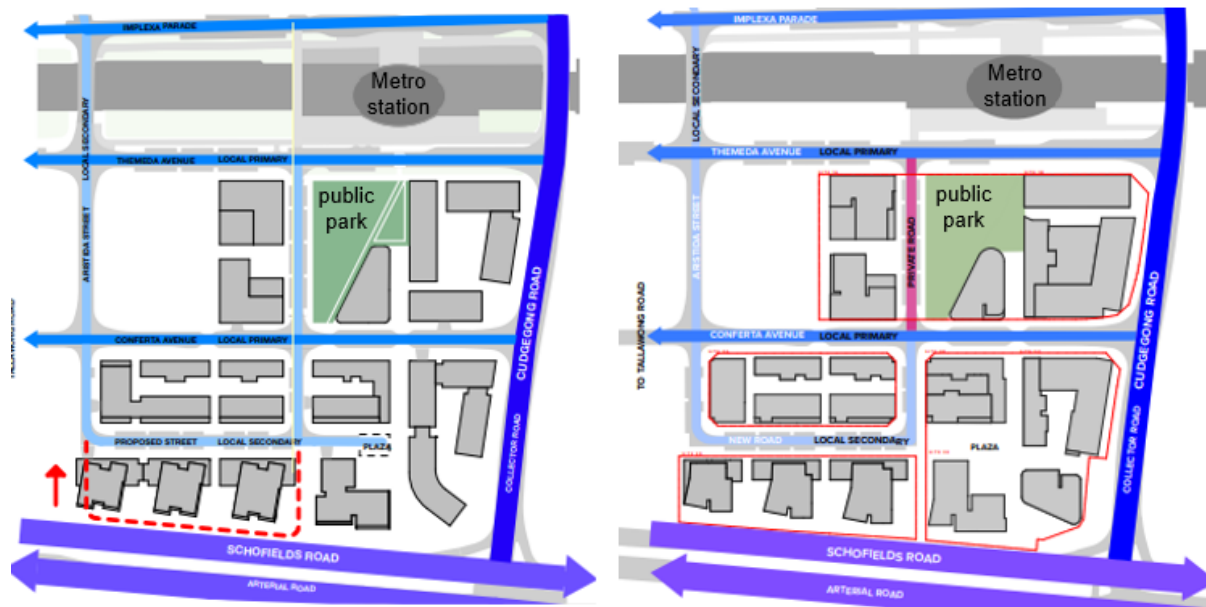 IMPLEXA PARADE
Metro
station
LOCAL SECONDARY
THEMEDA AVENUE LOCAL PRIMARY
public
park
ARISTIDA STREET
CUDGEGONG ROAD
CONFERTA AVENUE LOCAL PRIMARY
PROPOSED STREET LOCAL SECONDARY
PLAZA
COLLECTOR ROAD
SCHOFIELDS ROAD
ARTERIAL ROAD
IMPLEXA PARADE
Metro
station
LOCAL SECONDARY
THEMEDA AVENUE LOCAL PRIMARY
public
park
ARISTIDA STREET
PRIVATE ROAD
CUDGEGONG ROAD
TO TALLAWONG ROAD
CONFERTA AVENUE LOCAL PRIMARY
NEW ROAD LOCAL SECONDARY
PLAZA
COLLECTOR ROAD
SCHOFIELDS ROAD
ARTERIAL ROAD